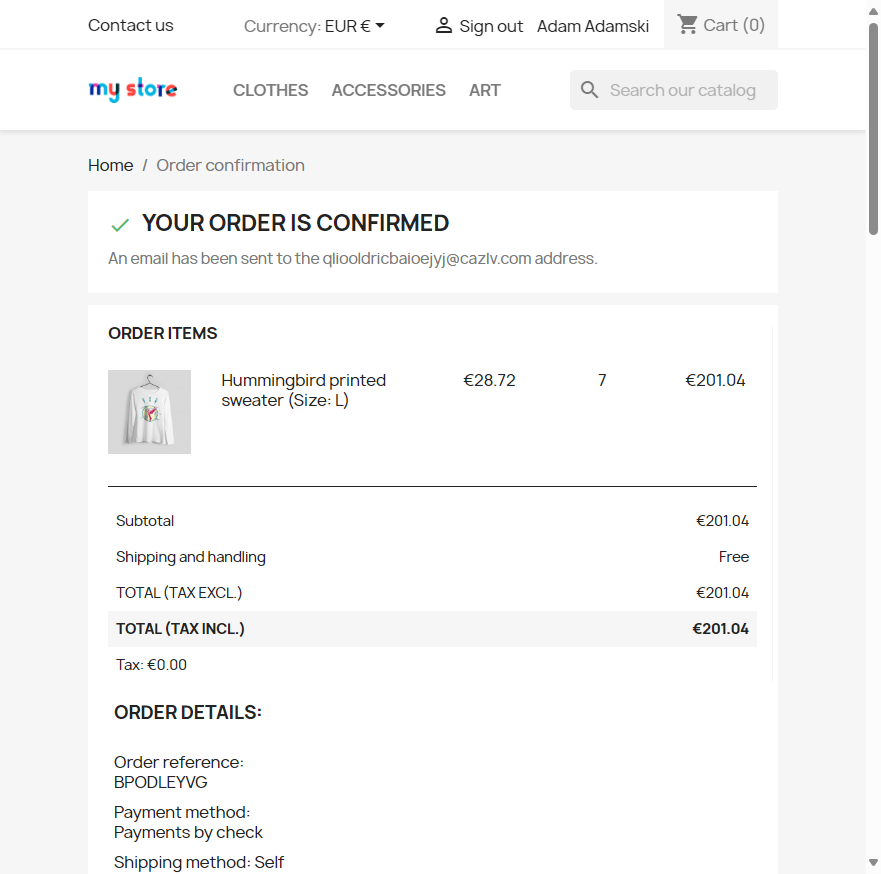 Contact us
Currency: EUR €
Sign out
Adam Adamski
Cart (0)
my store
CLOTHES
ACCESSORIES
ART
Search our catalog
Home / Order confirmation
YOUR ORDER IS CONFIRMED
An email has been sent to the qliooldricbaioejyj@cazlv.com address.
ORDER ITEMS
Hummingbird printed €28.72 7 €201.04
sweater (Size: L)
Subtotal €201.04
Shipping and handling Free
TOTAL (TAX EXCL.) €201.04
TOTAL (TAX INCL.) €201.04
Tax: €0.00
ORDER DETAILS:
Order reference:
BPODLEYVG
Payment method:
Payments by check
Shipping method: Self